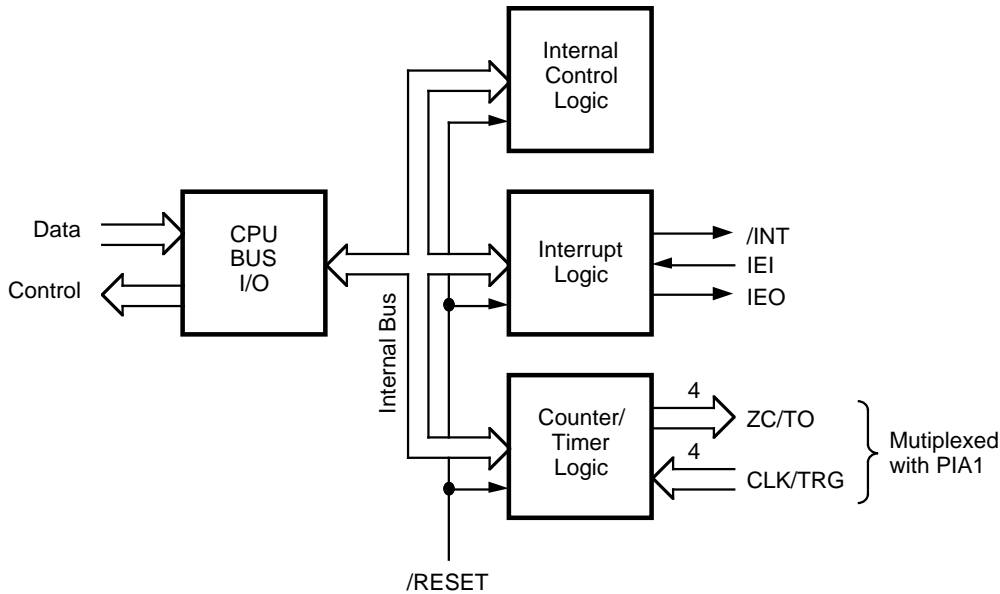 Internal
Control
Logic
Data
Control
CPU
BUS
I/O
Internal Bus
Interrupt
Logic
/INT
IEI
IEO
Counter/
Timer
Logic
4
ZC/TO
4
CLK/TRG
Mutiplexed
with PIA1
/RESET